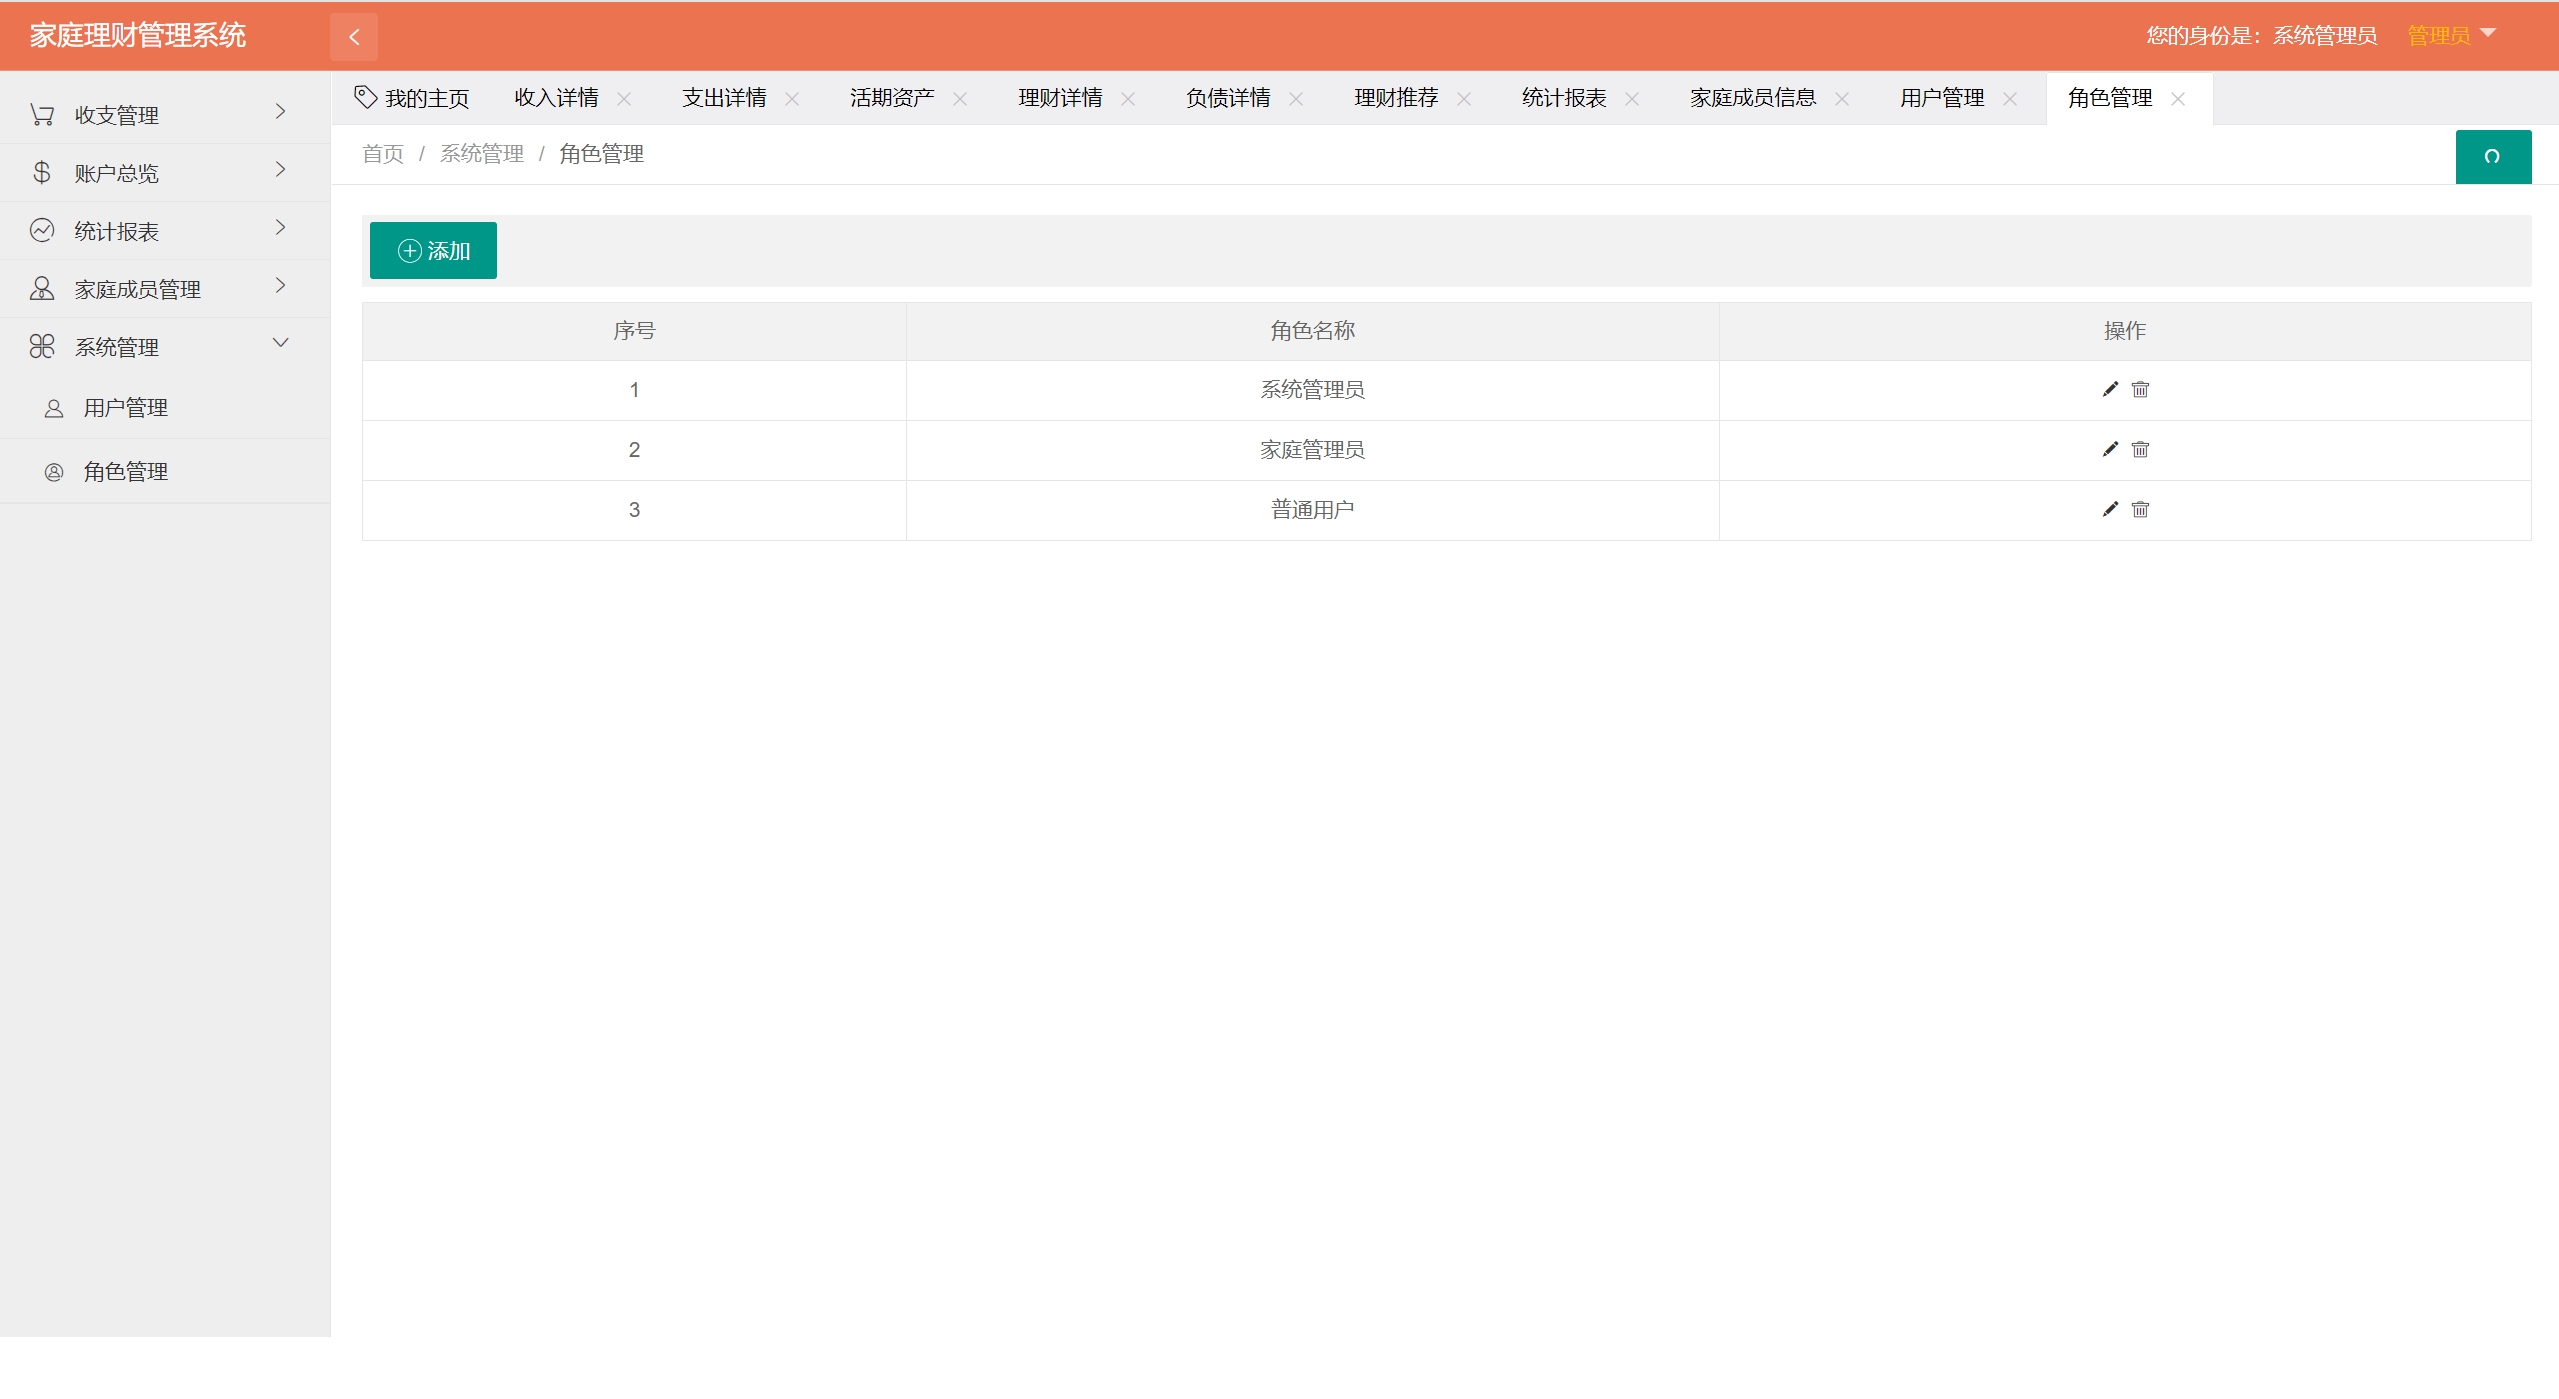 家庭理财管理系统
您的身份是：系统管理员 管理员
我的主页 收入详情 支出详情 活期资产 理财详情 负债详情 理财推荐 统计报表 家庭成员信息 用户管理 角色管理
收支管理
账户总览
统计报表
家庭成员管理
系统管理
用户管理
角色管理
首页 / 系统管理 / 角色管理
添加
序号 角色名称 操作
1 系统管理员
2 家庭管理员
3 普通用户